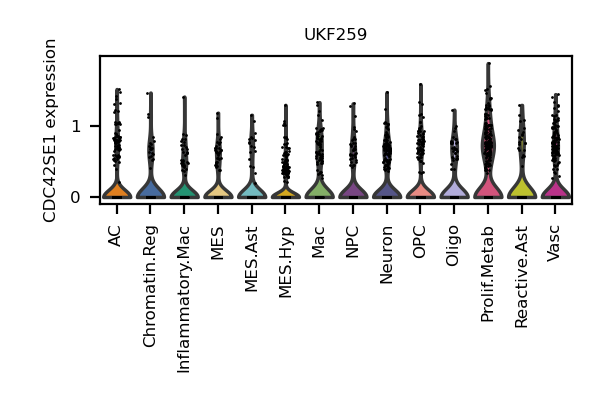 UKF259
CDC42SE1 expression
1
0
AC
Chromatin.Reg
Inflammatory.Mac
MES
MES.Ast
MES.Hyp
Mac
NPC
Neuron
OPC
Oligo
Prolif.Metab
Reactive.Ast
Vasc